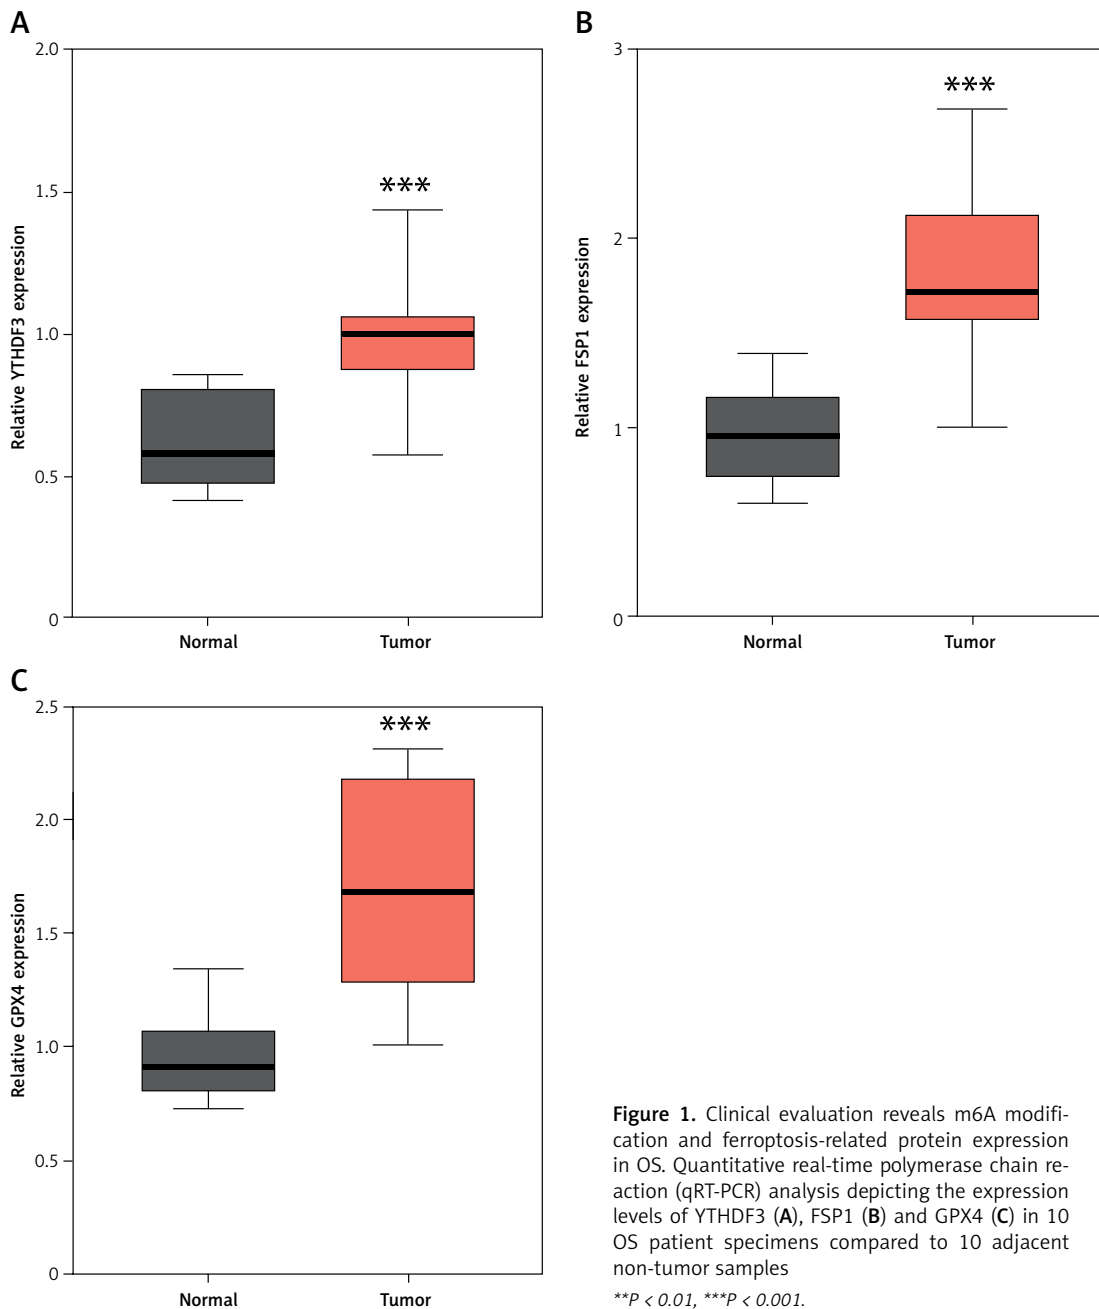 A
2.0
1.5
1.0
0.5
0
Relative YTHDF3 expression
***
Normal
Tumor
B
3
2
1
0
Relative FSP1 expression
***
Normal
Tumor
C
2.5
2.0
1.5
1.0
0.5
0
Relative GPX4 expression
***
Normal
Tumor
Figure 1. Clinical evaluation reveals m6A modifi-
cation and ferroptosis-related protein expression
in OS. Quantitative real-time polymerase chain re-
action (qRT-PCR) analysis depicting the expression
levels of YTHDF3 (A), FSP1 (B) and GPX4 (C) in 10
OS patient specimens compared to 10 adjacent
non-tumor samples
**P < 0.01, ***P < 0.001.